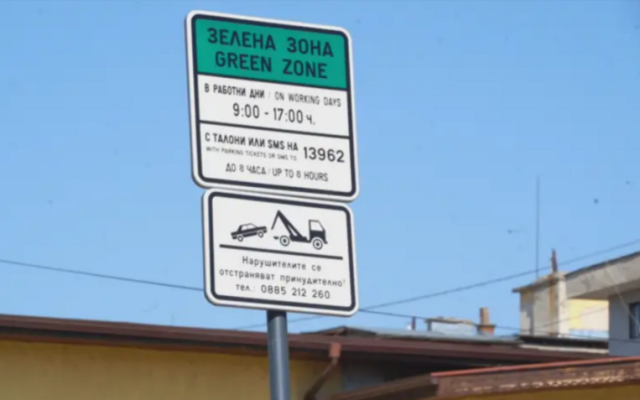 ЗЕЛЕНА ЗОНА
GREEN ZONE
В РАБОТНИ ДНИ / ON WORKING DAYS
9:00 - 17:00 ч.
С ТАЛОНИ ИЛИ SMS НА 13962
WITH PARKING TICKETS OR SMS TO
ДО 8 ЧАСА / UP TO 8 HOURS
Нарушителите се
отстраняват принудително!
тел.: 0885 212 260